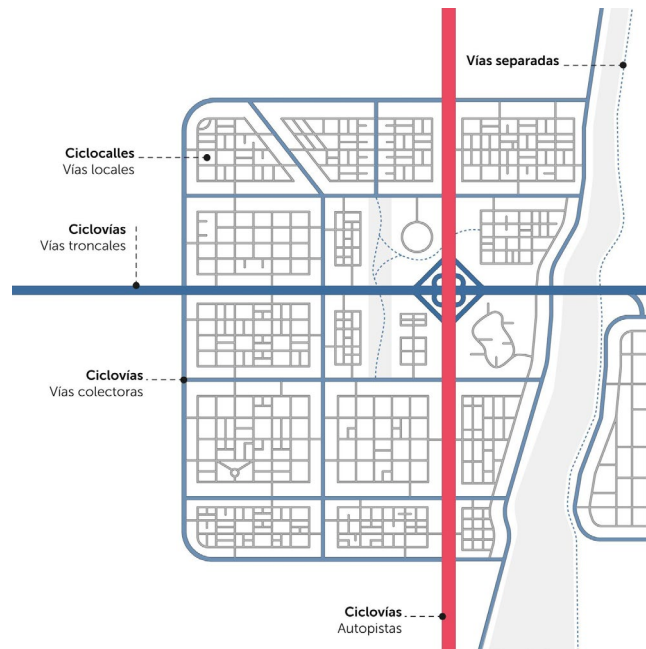 Vías separadas
Ciclocalles
Vías locales
Ciclovías
Vías troncales
Ciclovías
Vías colectoras
Ciclovías
Autopistas